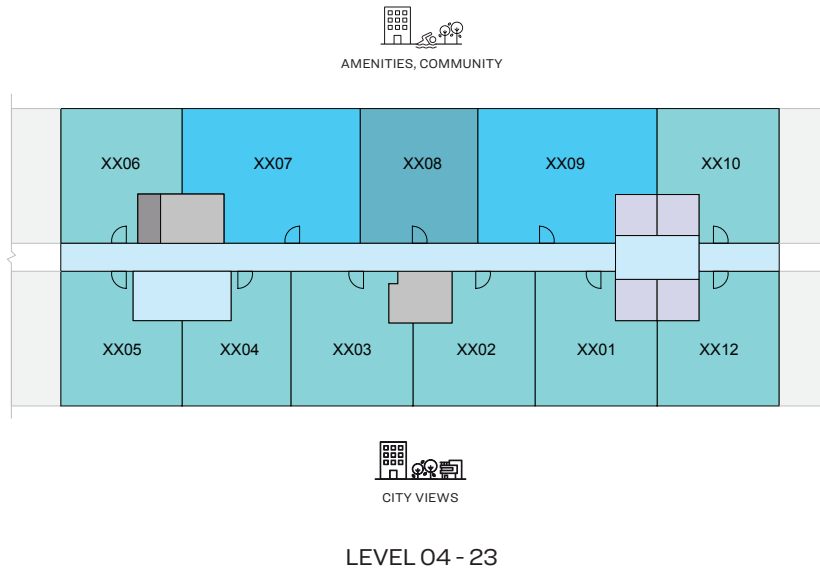 AMENITIES, COMMUNITY
XX06 XX07 XX08 XX09 XX10
XX05 XX04 XX03 XX02 XX01 XX12
CITY VIEWS
LEVEL 04 - 23